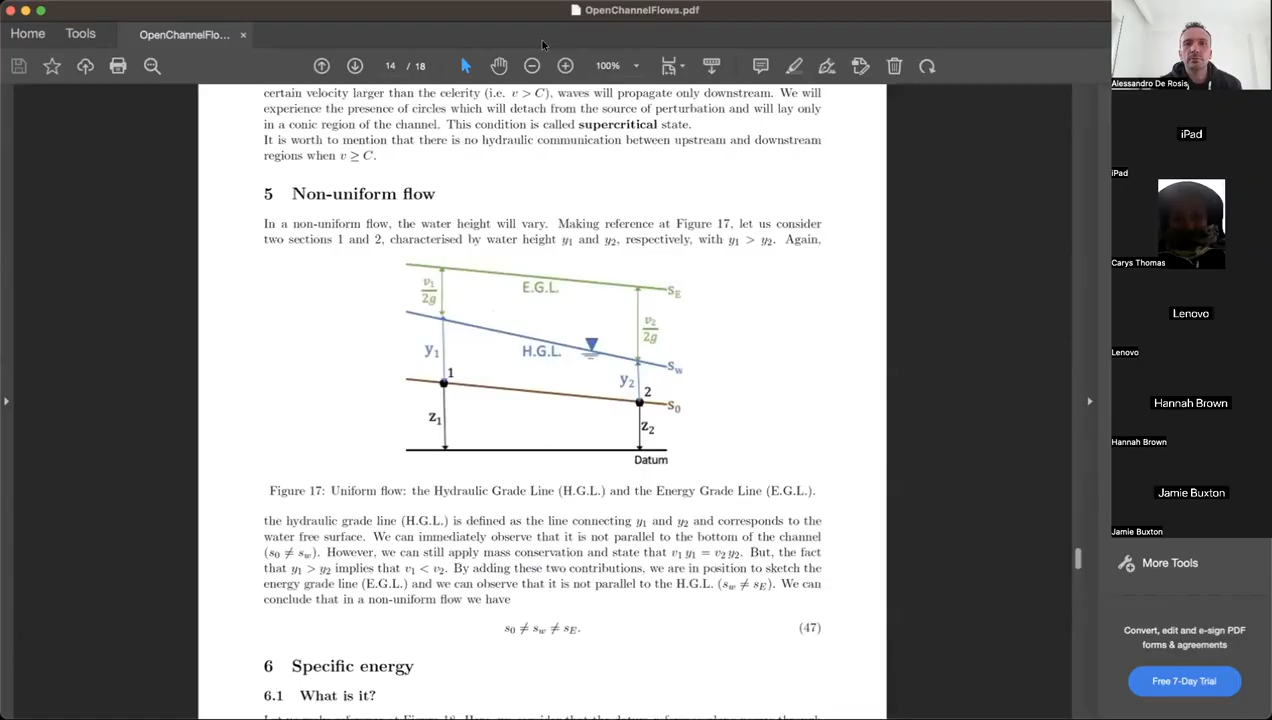 OpenChannelFlows.pdf
Home Tools OpenChannelFlo... ×
14 / 18 100%
certain velocity larger than the celerity (i.e. v > C), waves will propagate only downstream. We will
experience the presence of circles which will detach from the source of perturbation and will lay only
in a conic region of the channel. This condition is called supercritical state.
It is worth to mention that there is no hydraulic communication between upstream and downstream
regions when v ≥ C.
5 Non-uniform flow
In a non-uniform flow, the water height will vary. Making reference at Figure 17, let us consider
two sections 1 and 2, characterised by water height y₁ and y₂, respectively, with y₁ > y₂. Again,
v₁/2g
E.G.L.
sE
v₂/2g
y₁
H.G.L.
sw
1
y₂
2
s₀
z₁
z₂
Datum
Figure 17: Uniform flow: the Hydraulic Grade Line (H.G.L.) and the Energy Grade Line (E.G.L.).
the hydraulic grade line (H.G.L.) is defined as the line connecting y₁ and y₂ and corresponds to the
water free surface. We can immediately observe that it is not parallel to the bottom of the channel
(s₀ ≠ sw). However, we can still apply mass conservation and state that v₁ y₁ = v₂ y₂. But, the fact
that y₁ > y₂ implies that v₁ < v₂. By adding these two contributions, we are in position to sketch the
energy grade line (E.G.L.) and we can observe that it is not parallel to the H.G.L. (sw ≠ sE). We can
conclude that in a non-uniform flow we have
s₀ ≠ sw ≠ sE. (47)
6 Specific energy
6.1 What is it?
Alessandro De Rosis
iPad
iPad
Carys Thomas
Lenovo
Lenovo
Hannah Brown
Hannah Brown
Jamie Buxton
Jamie Buxton
More Tools
Convert, edit and e-sign PDF
forms & agreements
Free 7-Day Trial